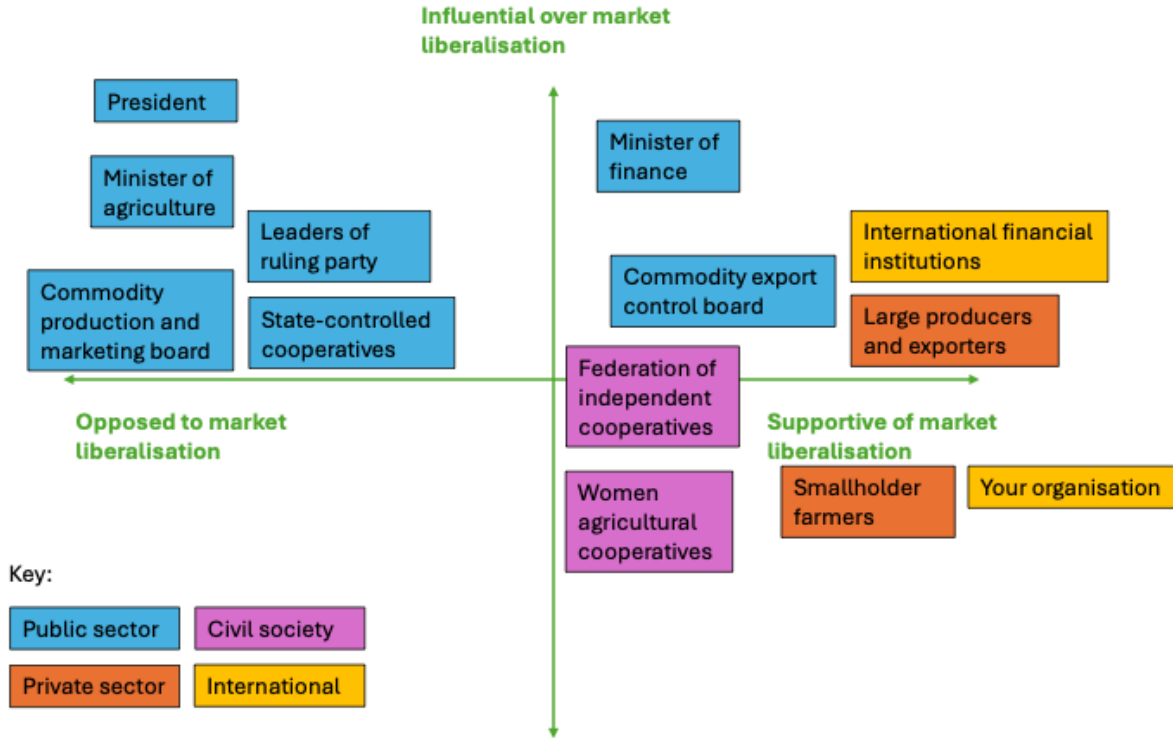 Influential over market
liberalisation
President
Minister of
finance
Minister of
agriculture
Leaders of
ruling party
International financial
institutions
Commodity export
control board
Commodity
production and
marketing board
State-controlled
cooperatives
Large producers
and exporters
Federation of
independent
cooperatives
Opposed to market
liberalisation
Supportive of market
liberalisation
Women
agricultural
cooperatives
Smallholder
farmers
Your organisation
Key:
Public sector
Civil society
Private sector
International